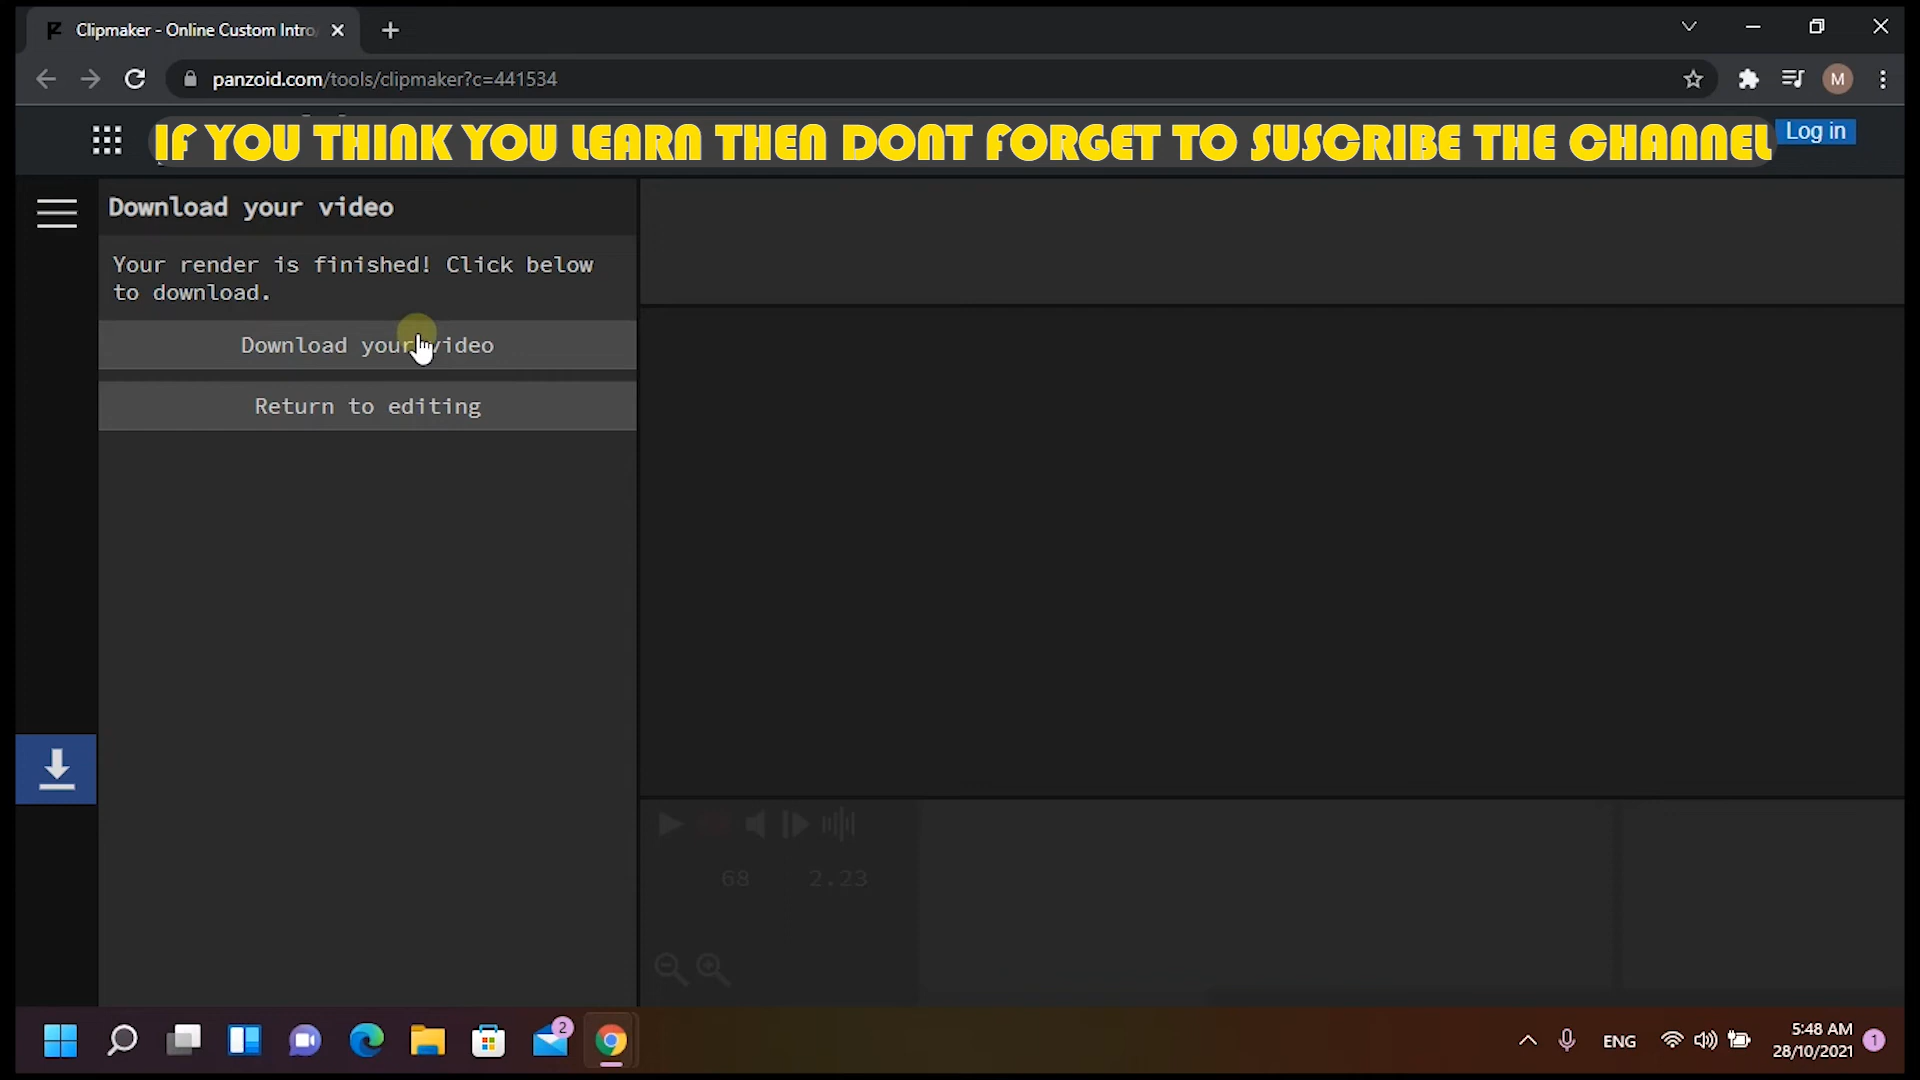 Clipmaker - Online Custom Intro
panzoid.com/tools/clipmaker?c=441534
M
IF YOU THINK YOU LEARN THEN DONT FORGET TO SUSCRIBE THE CHANNEL
Log in
Download your video
Your render is finished! Click below
to download.
Download your video
Return to editing
68 2.23
2
ENG
5:48 AM
28/10/2021
1